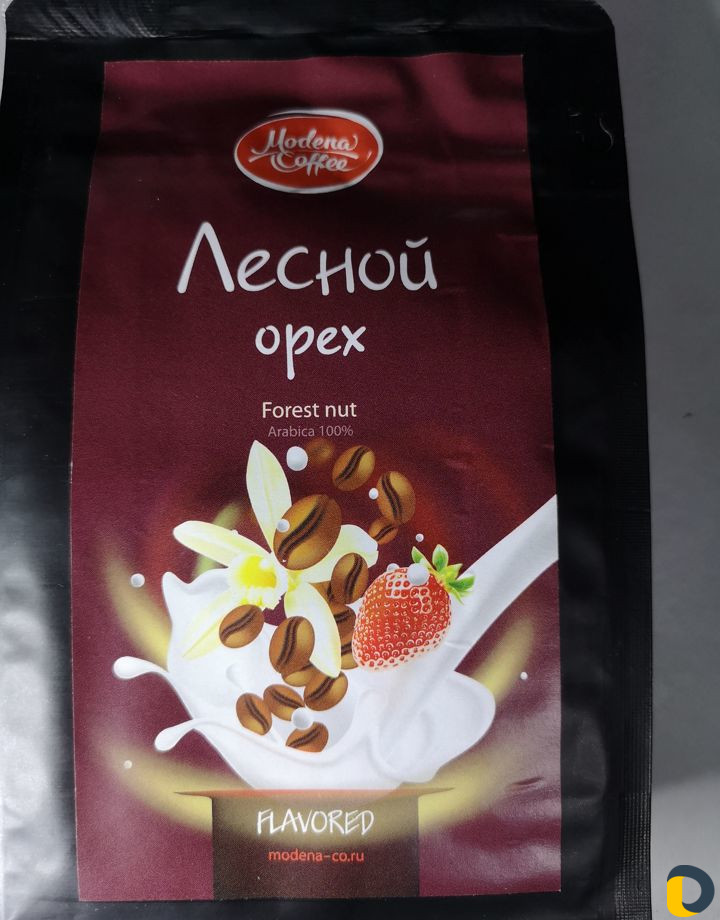 Modena
Coffee
Лесной
орех
Forest nut
Arabica 100%
FLAVORED
modena-co.ru